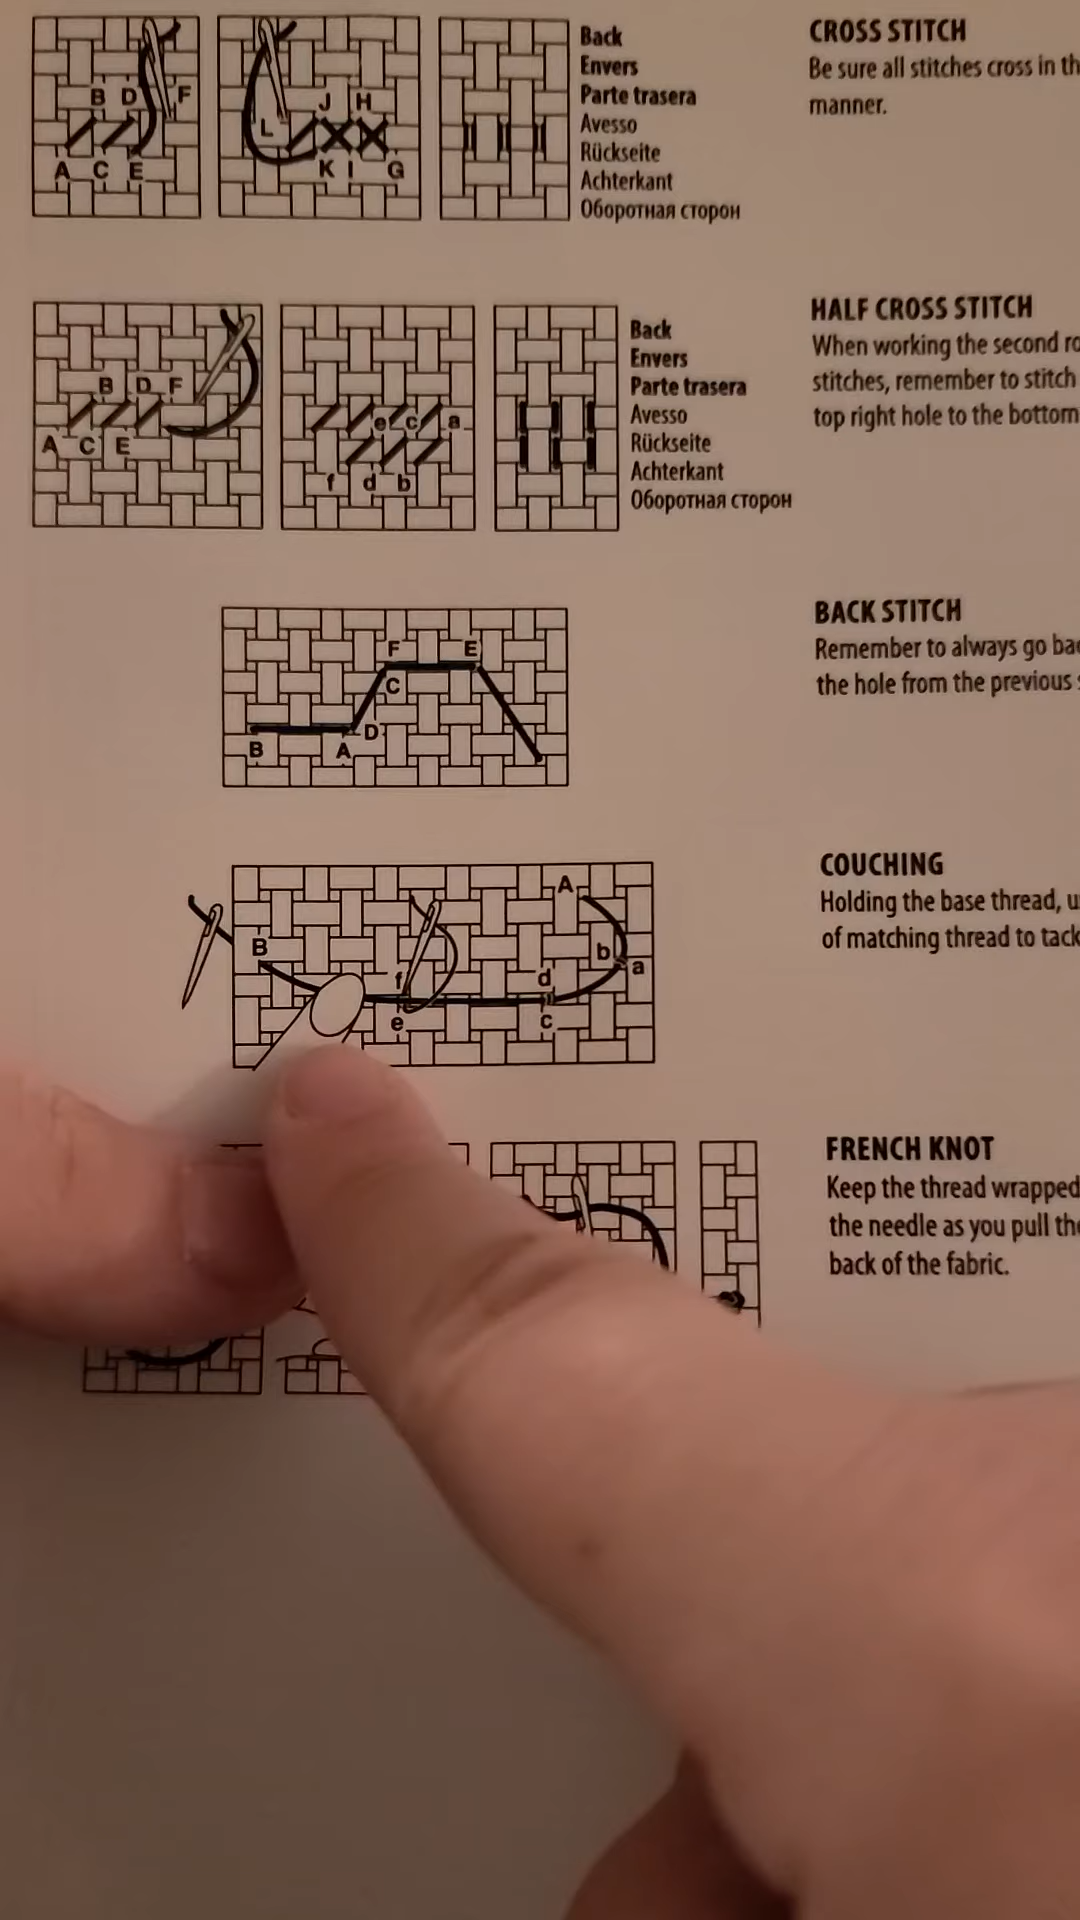 B D F
A C E
J H
L
K I G
Back
Envers
Parte trasera
Avesso
Rückseite
Achterkant
Оборотная сторон
CROSS STITCH
Be sure all stitches cross in
manner.
B D F
A C E
e c a
f d b
Back
Envers
Parte trasera
Avesso
Rückseite
Achterkant
Оборотная сторон
HALF CROSS STITCH
When working the second
stitches, remember to stitch
top right hole to the bottom
F E
C
D
B A
BACK STITCH
Remember to always go
the hole from the previous
A
B
b a
f d
e c
COUCHING
Holding the base thread,
of matching thread to tack
FRENCH KNOT
Keep the thread wrapped
the needle as you pull
back of the fabric.